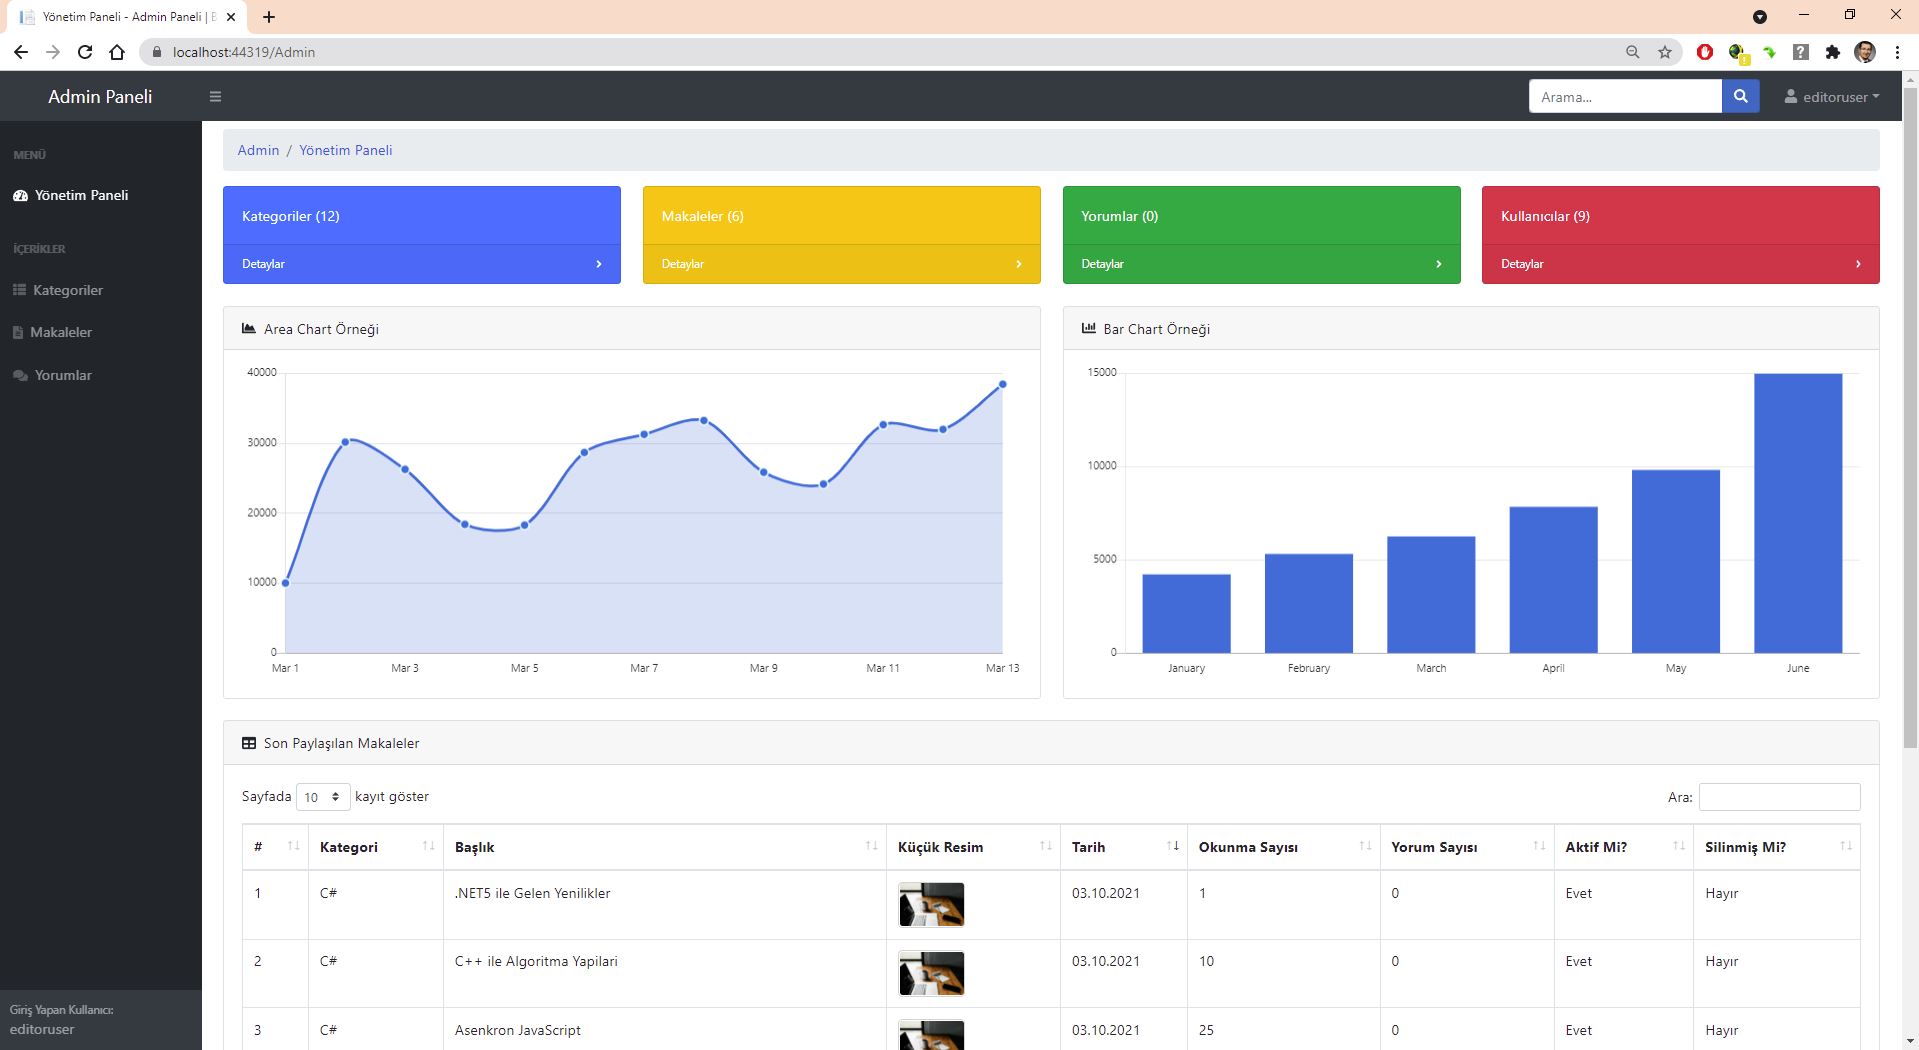 Yönetim Paneli - Admin Paneli | B
localhost:44319/Admin
Admin Paneli
Arama...
editoruser
MENÜ
Yönetim Paneli
İÇERİKLER
Kategoriler
Makaleler
Yorumlar
Giriş Yapan Kullanıcı:
editoruser
Admin / Yönetim Paneli
Kategoriler (12)
Detaylar
Makaleler (6)
Detaylar
Yorumlar (0)
Detaylar
Kullanıcılar (9)
Detaylar
Area Chart Örneği
40000
30000
20000
10000
0
Mar 1 Mar 3 Mar 5 Mar 7 Mar 9 Mar 11 Mar 13
Bar Chart Örneği
15000
10000
5000
0
January February March April May June
Son Paylaşılan Makaleler
Sayfada 10 kayıt göster
Ara:
# Kategori Başlık Küçük Resim Tarih Okunma Sayısı Yorum Sayısı Aktif Mi? Silinmiş Mi?
1 C# .NET5 ile Gelen Yenilikler 03.10.2021 1 0 Evet Hayır
2 C# C++ ile Algoritma Yapilari 03.10.2021 10 0 Evet Hayır
3 C# Asenkron JavaScript 03.10.2021 25 0 Evet Hayır